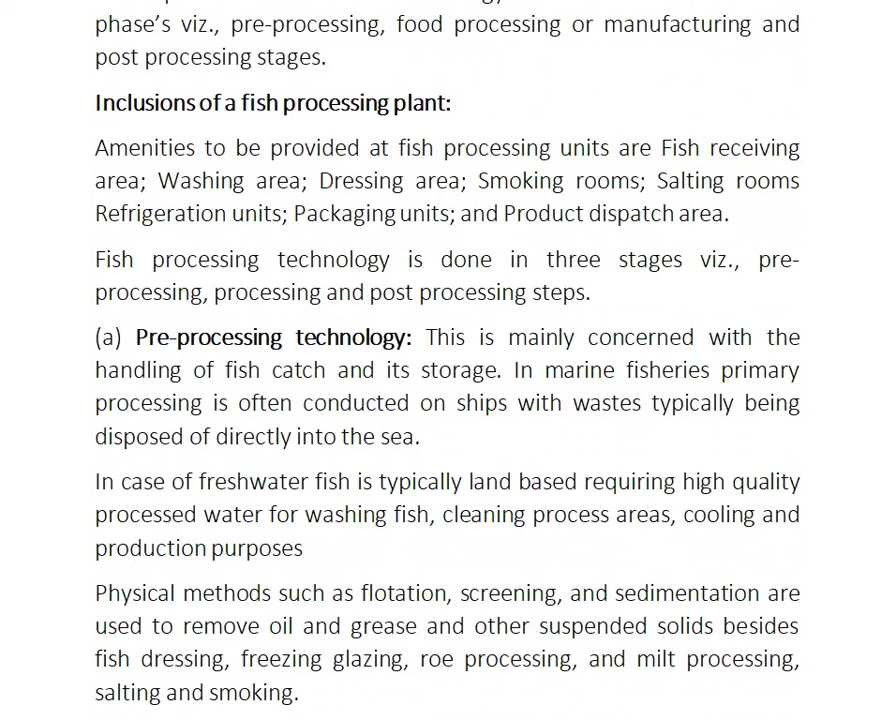 phase's viz., pre-processing, food processing or manufacturing and
post processing stages.
Inclusions of a fish processing plant:
Amenities to be provided at fish processing units are Fish receiving
area; Washing area; Dressing area; Smoking rooms; Salting rooms
Refrigeration units; Packaging units; and Product dispatch area.
Fish processing technology is done in three stages viz., pre-
processing, processing and post processing steps.
(a) Pre-processing technology: This is mainly concerned with the
handling of fish catch and its storage. In marine fisheries primary
processing is often conducted on ships with wastes typically being
disposed of directly into the sea.
In case of freshwater fish is typically land based requiring high quality
processed water for washing fish, cleaning process areas, cooling and
production purposes
Physical methods such as flotation, screening, and sedimentation are
used to remove oil and grease and other suspended solids besides
fish dressing, freezing glazing, roe processing, and milt processing,
salting and smoking.